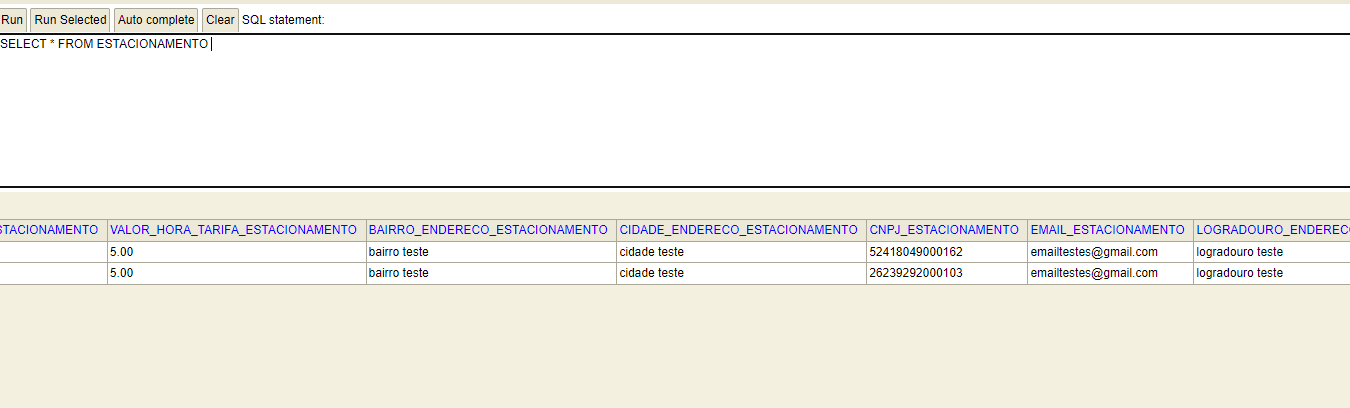 Run Run Selected Auto complete Clear SQL statement:
SELECT * FROM ESTACIONAMENTO
STACIONAMENTO VALOR_HORA_TARIFA_ESTACIONAMENTO BAIRRO_ENDERECO_ESTACIONAMENTO CIDADE_ENDERECO_ESTACIONAMENTO CNPJ_ESTACIONAMENTO EMAIL_ESTACIONAMENTO LOGRADOURO_ENDEREC
5.00 bairro teste cidade teste 52418049000162 emailtestes@gmail.com logradouro teste
5.00 bairro teste cidade teste 26239292000103 emailtestes@gmail.com logradouro teste